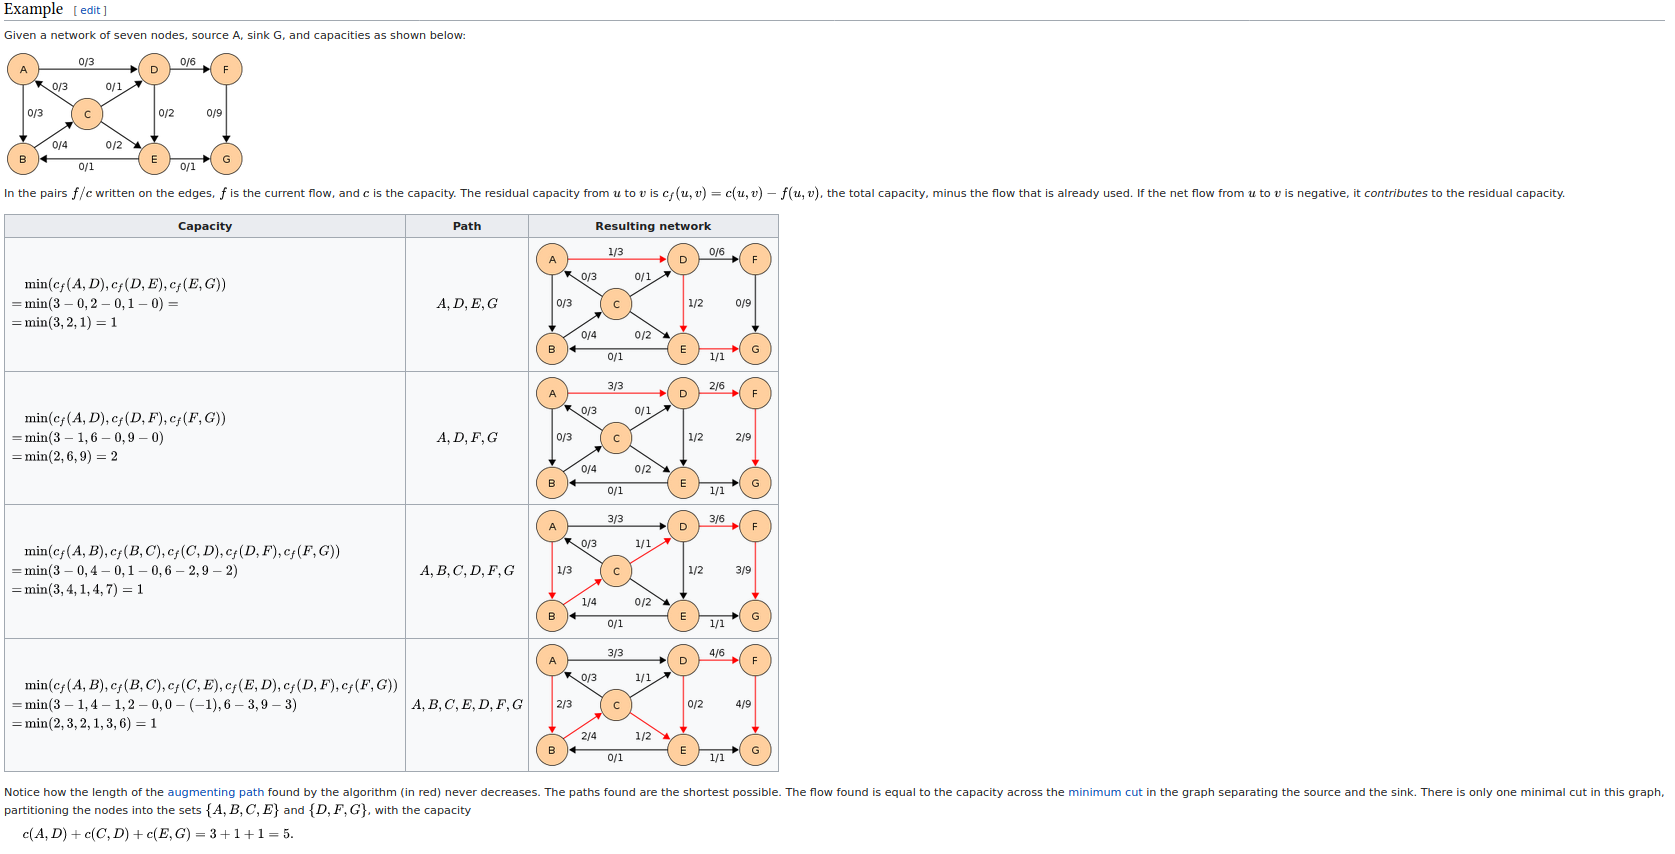 Example [ edit ]
Given a network of seven nodes, source A, sink G, and capacities as shown below:
A 0/3 D 0/6 F
0/3 0/1
0/3 C 0/2 0/9
0/4 0/2
B 0/1 E 0/1 G
In the pairs f/c written on the edges, f is the current flow, and c is the capacity. The residual capacity from u to v is c_f(u, v) = c(u, v) − f(u, v), the total capacity, minus the flow that is already used. If the net flow from u to v is negative, it contributes to the residual capacity.
Capacity Path Resulting network
min(c_f(A, D), c_f(D, E), c_f(E, G))
= min(3 − 0, 2 − 0, 1 − 0) =
= min(3, 2, 1) = 1
A, D, E, G
A 1/3 D 0/6 F
0/3 0/1
0/3 C 1/2 0/9
0/4 0/2
B 0/1 E 1/1 G
min(c_f(A, D), c_f(D, F), c_f(F, G))
= min(3 − 1, 6 − 0, 9 − 0)
= min(2, 6, 9) = 2
A, D, F, G
A 3/3 D 2/6 F
0/3 0/1
0/3 C 1/2 2/9
0/4 0/2
B 0/1 E 1/1 G
min(c_f(A, B), c_f(B, C), c_f(C, D), c_f(D, F), c_f(F, G))
= min(3 − 0, 4 − 0, 1 − 0, 6 − 2, 9 − 2)
= min(3, 4, 1, 4, 7) = 1
A, B, C, D, F, G
A 3/3 D 3/6 F
0/3 1/1
1/3 C 1/2 3/9
1/4 0/2
B 0/1 E 1/1 G
min(c_f(A, B), c_f(B, C), c_f(C, E), c_f(E, D), c_f(D, F), c_f(F, G))
= min(3 − 1, 4 − 1, 2 − 0, 0 − (−1), 6 − 3, 9 − 3)
= min(2, 3, 2, 1, 3, 6) = 1
A, B, C, E, D, F, G
A 3/3 D 4/6 F
0/3 1/1
2/3 C 0/2 4/9
2/4 1/2
B 0/1 E 1/1 G
Notice how the length of the augmenting path found by the algorithm (in red) never decreases. The paths found are the shortest possible. The flow found is equal to the capacity across the minimum cut in the graph separating the source and the sink. There is only one minimal cut in this graph,
partitioning the nodes into the sets {A, B, C, E} and {D, F, G}, with the capacity
c(A, D) + c(C, D) + c(E, G) = 3 + 1 + 1 = 5.